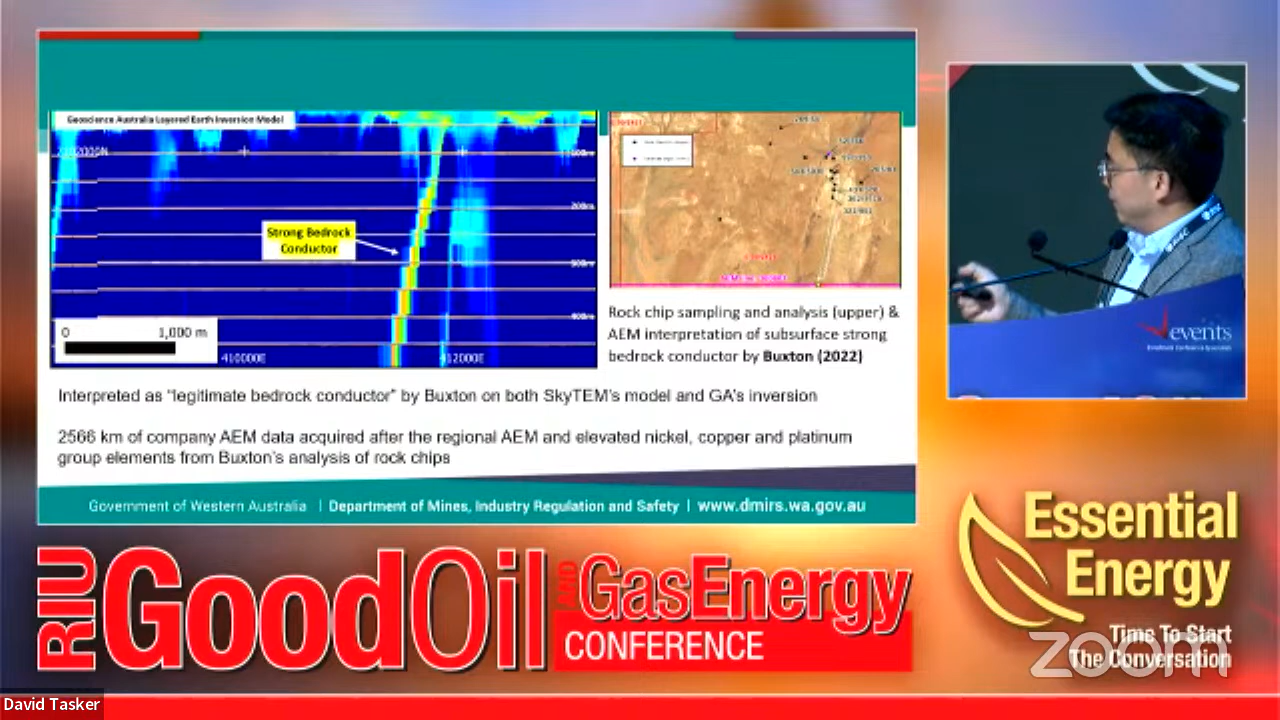 Geoscience Australia Layered Earth Inversion Model
Strong Bedrock
Conductor
0 1,000 m
410000E
412000E
Rock chip sampling and analysis (upper) &
AEM interpretation of subsurface strong
bedrock conductor by Buxton (2022)
Interpreted as "legitimate bedrock conductor" by Buxton on both SkyTEM's model and GA's inversion
2566 km of company AEM data acquired after the regional AEM and elevated nickel, copper and platinum
group elements from Buxton's analysis of rock chips
Government of Western Australia | Department of Mines, Industry Regulation and Safety | www.dmirs.wa.gov.au
events
RIU GoodOil AND GasEnergy
CONFERENCE
Essential
Energy
Time To Start
The Conversation
zoom
David Tasker